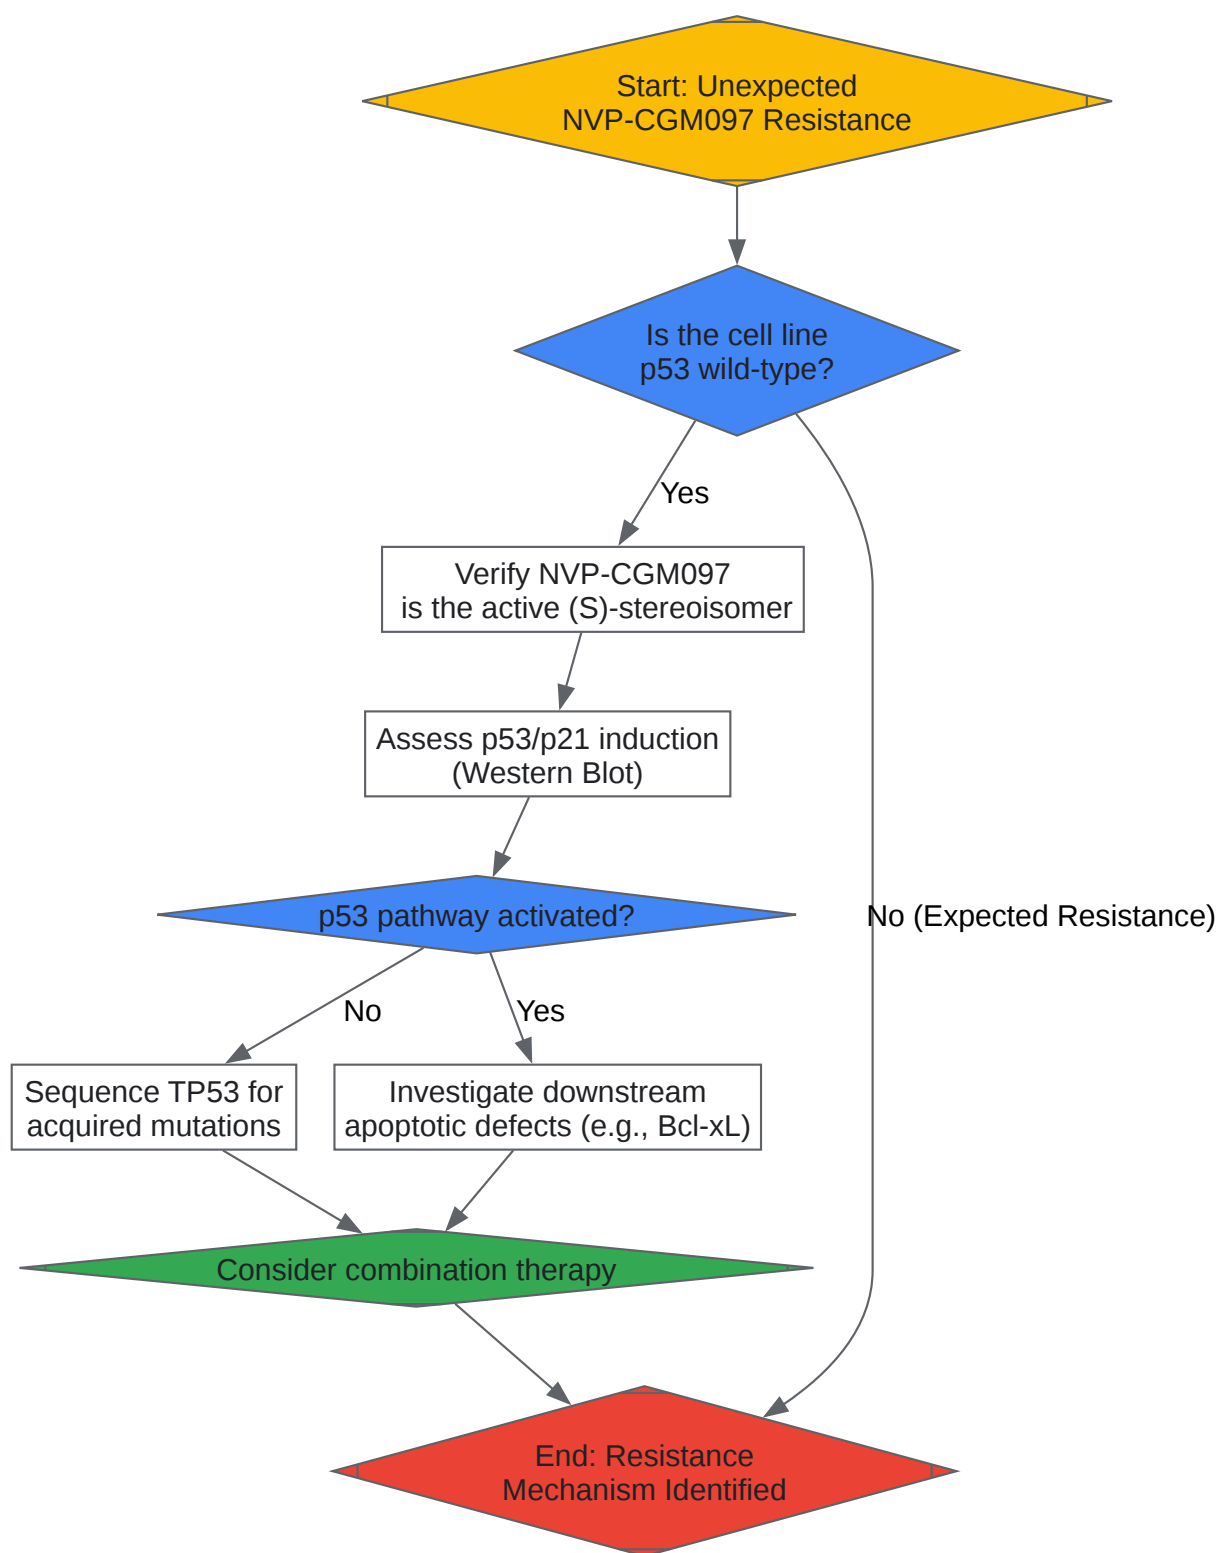 Start: Unexpected
NVP-CGM097 Resistance
Is the cell line
p53 wild-type?
Yes
Verify NVP-CGM097
is the active (S)-stereoisomer
Assess p53/p21 induction
(Western Blot)
p53 pathway activated?
No (Expected Resistance)
No
Yes
Sequence TP53 for
acquired mutations
Investigate downstream
apoptotic defects (e.g., Bcl-xL)
Consider combination therapy
End: Resistance
Mechanism Identified